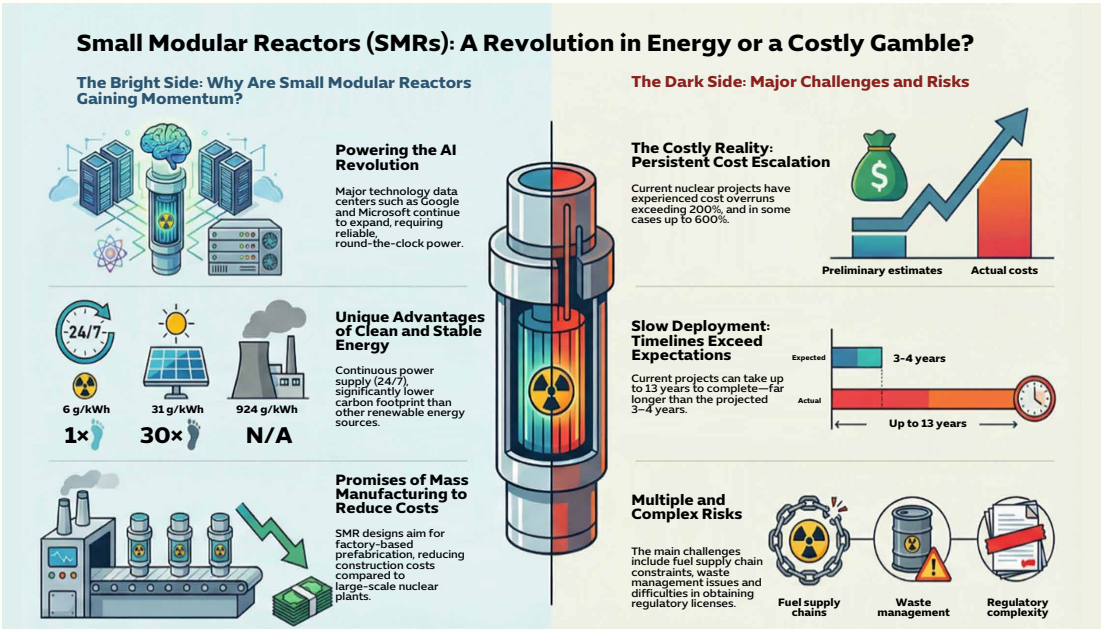 Small Modular Reactors (SMRs): A Revolution in Energy or a Costly Gamble?
The Bright Side: Why Are Small Modular Reactors
Gaining Momentum?
Powering the AI
Revolution
Major technology data
centers such as Google
and Microsoft continue
to expand, requiring
reliable,
round-the-clock power.
24/7
6 g/kWh
31 g/kWh
924 g/kWh
1×
30×
N/A
Unique Advantages
of Clean and Stable
Energy
Continuous power
supply (24/7),
significantly lower
carbon footprint than
other renewable energy
sources.
Promises of Mass
Manufacturing to
Reduce Costs
SMR designs aim for
factory-based
prefabrication, reducing
construction costs
compared to
large-scale nuclear
plants.
The Dark Side: Major Challenges and Risks
The Costly Reality:
Persistent Cost Escalation
Current nuclear projects have
experienced cost overruns
exceeding 200%, and in some
cases up to 600%.
$
Preliminary estimates
Actual costs
Slow Deployment:
Timelines Exceed
Expectations
Current projects can take up
to 13 years to complete—far
longer than the projected
3–4 years.
Expected
3-4 years
Actual
Up to 13 years
Multiple and
Complex Risks
The main challenges
include fuel supply chain
constraints, waste
management issues and
difficulties in obtaining
regulatory licenses.
!
Fuel supply
chains
Waste
management
Regulatory
complexity